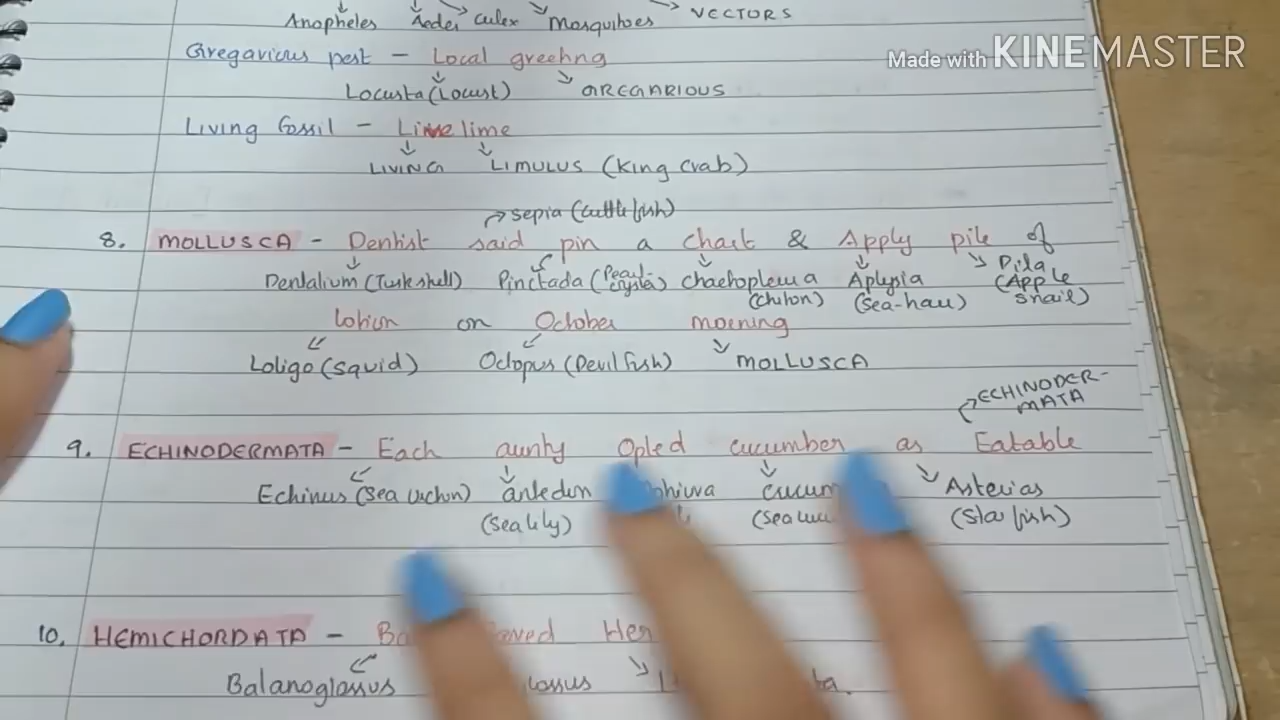 Anopheles Aedes culex Mosquitoes VECTORS
Made with KINEMASTER
Gregarious pest - Local greeting
Locusta (Locust) GREGARIOUS
Living fossil - Live lime
LIVING LIMULUS (King Crab)
sepia (Cuttle fish)
8. MOLLUSCA - Dentist said pin a Chart & Apply pile of
Dentalium (Tuskshell) Pinctada (Pearl oyster) Chaetopleura (Chiton) Aplysia (Sea-hare) Pila (Apple snail)
lotion on October morning
Loligo (Squid) Octopus (Devil fish) MOLLUSCA
ECHINODERMATA
9. ECHINODERMATA - Each aunty Opted cucumber as Eatable
Echinus (Sea urchin) antedon cucum Asterias
(Sea lily) (Sea (Star fish)
10. HEMICHORDATA -
Balanoglossus